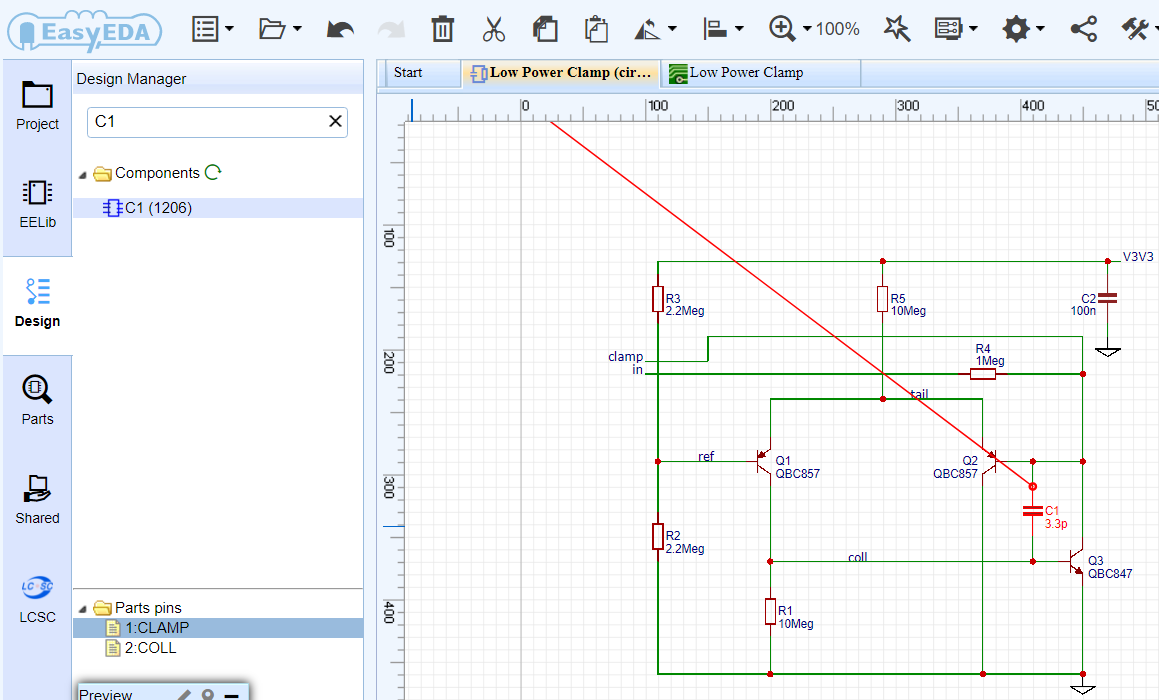 EasyEDA
100%
Design Manager
Start
Low Power Clamp (cir...
Low Power Clamp
Project
C1
Components
C1 (1206)
EELib
Design
Parts
Shared
LCSC
LCSC
Parts pins
1:CLAMP
2:COLL
Preview
0
100
200
300
400
50
100
200
300
400
V3V3
R3
2.2Meg
R5
10Meg
C2
100n
clamp
in
R4
1Meg
tail
ref
Q1
QBC857
Q2
QBC857
C1
3.3p
R2
2.2Meg
coll
Q3
QBC847
R1
10Meg